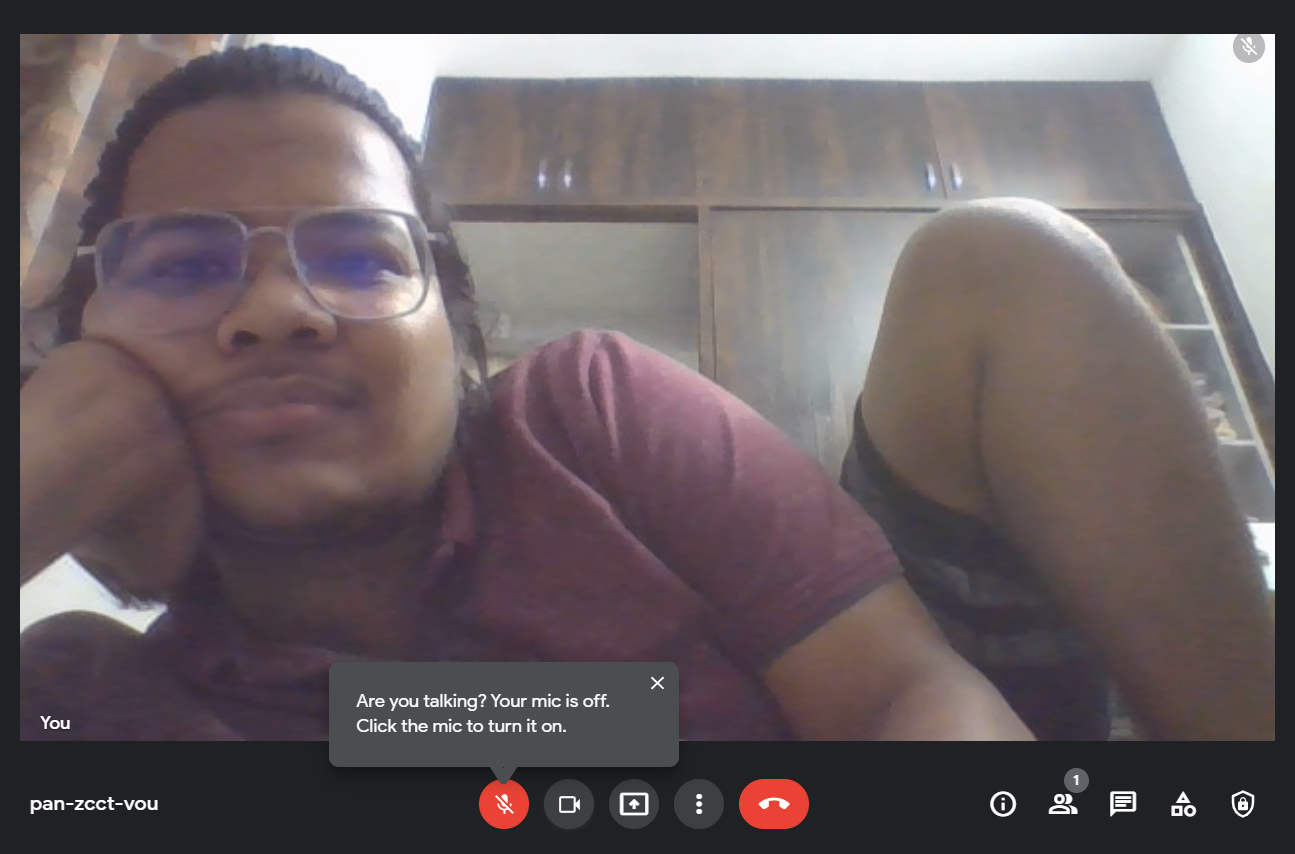 You
Are you talking? Your mic is off.
Click the mic to turn it on.
pan-zcct-vou
1